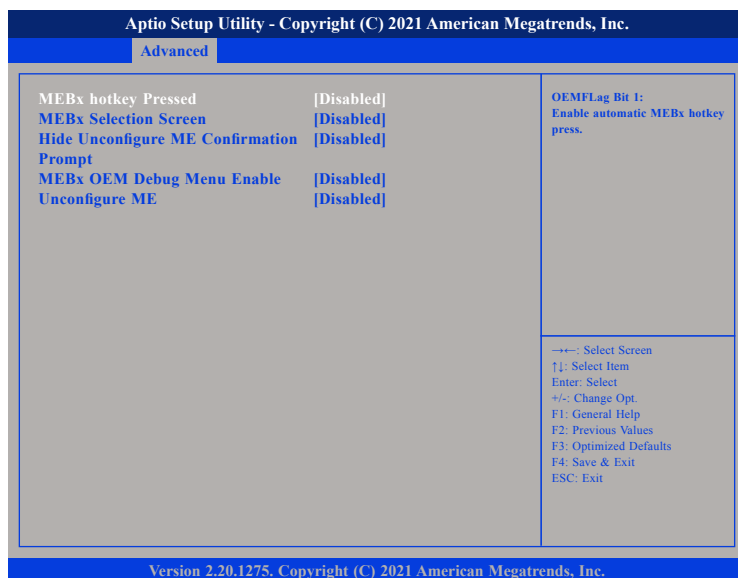 Aptio Setup Utility - Copyright (C) 2021 American Megatrends, Inc.
Advanced
MEBx hotkey Pressed [Disabled]
MEBx Selection Screen [Disabled]
Hide Unconfigure ME Confirmation [Disabled]
Prompt
MEBx OEM Debug Menu Enable [Disabled]
Unconfigure ME [Disabled]
OEMFLag Bit 1:
Enable automatic MEBx hotkey
press.
→←: Select Screen
↑↓: Select Item
Enter: Select
+/-: Change Opt.
F1: General Help
F2: Previous Values
F3: Optimized Defaults
F4: Save & Exit
ESC: Exit
Version 2.20.1275. Copyright (C) 2021 American Megatrends, Inc.